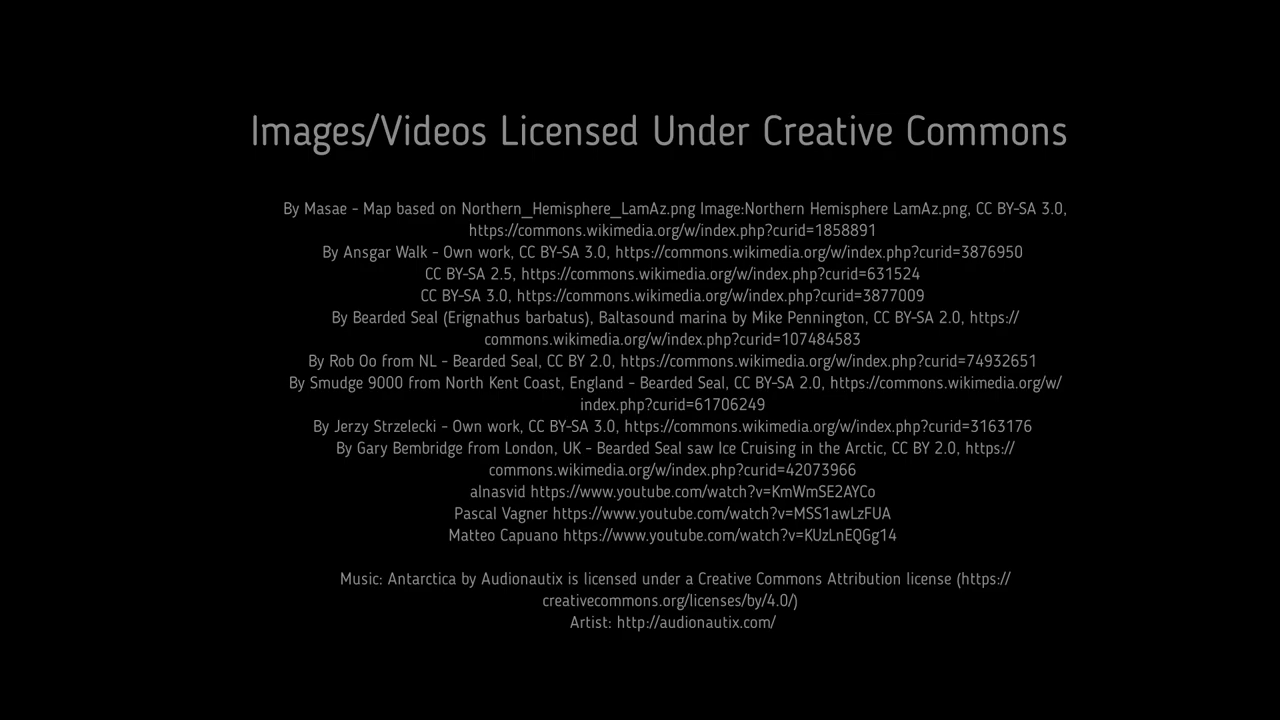 Images/Videos Licensed Under Creative Commons
By Masae - Map based on Northern_Hemisphere_LamAz.png Image:Northern Hemisphere LamAz.png, CC BY-SA 3.0,
https://commons.wikimedia.org/w/index.php?curid=1858891
By Ansgar Walk - Own work, CC BY-SA 3.0, https://commons.wikimedia.org/w/index.php?curid=3876950
CC BY-SA 2.5, https://commons.wikimedia.org/w/index.php?curid=631524
CC BY-SA 3.0, https://commons.wikimedia.org/w/index.php?curid=3877009
By Bearded Seal (Erignathus barbatus), Baltasound marina by Mike Pennington, CC BY-SA 2.0, https://
commons.wikimedia.org/w/index.php?curid=107484583
By Rob Oo from NL - Bearded Seal, CC BY 2.0, https://commons.wikimedia.org/w/index.php?curid=74932651
By Smudge 9000 from North Kent Coast, England - Bearded Seal, CC BY-SA 2.0, https://commons.wikimedia.org/w/
index.php?curid=61706249
By Jerzy Strzelecki - Own work, CC BY-SA 3.0, https://commons.wikimedia.org/w/index.php?curid=3163176
By Gary Bembridge from London, UK - Bearded Seal saw Ice Cruising in the Arctic, CC BY 2.0, https://
commons.wikimedia.org/w/index.php?curid=42073966
alnasvid https://www.youtube.com/watch?v=KmWmSE2AYCo
Pascal Vagner https://www.youtube.com/watch?v=MSS1awLzFUA
Matteo Capuano https://www.youtube.com/watch?v=KUzLnEQGg14
Music: Antarctica by Audionautix is licensed under a Creative Commons Attribution license (https://
creativecommons.org/licenses/by/4.0/)
Artist: http://audionautix.com/